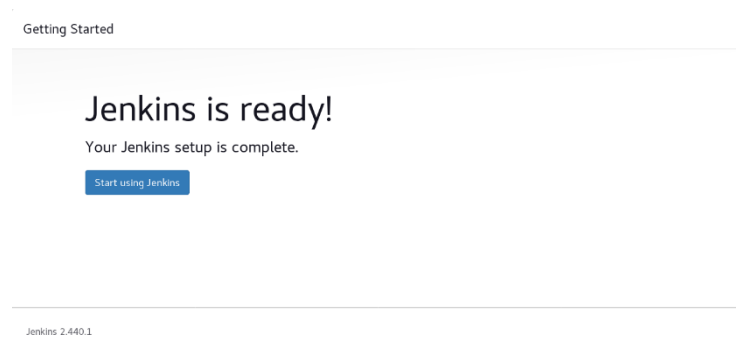 Getting Started
Jenkins is ready!
Your Jenkins setup is complete.
Start using Jenkins
Jenkins 2.440.1